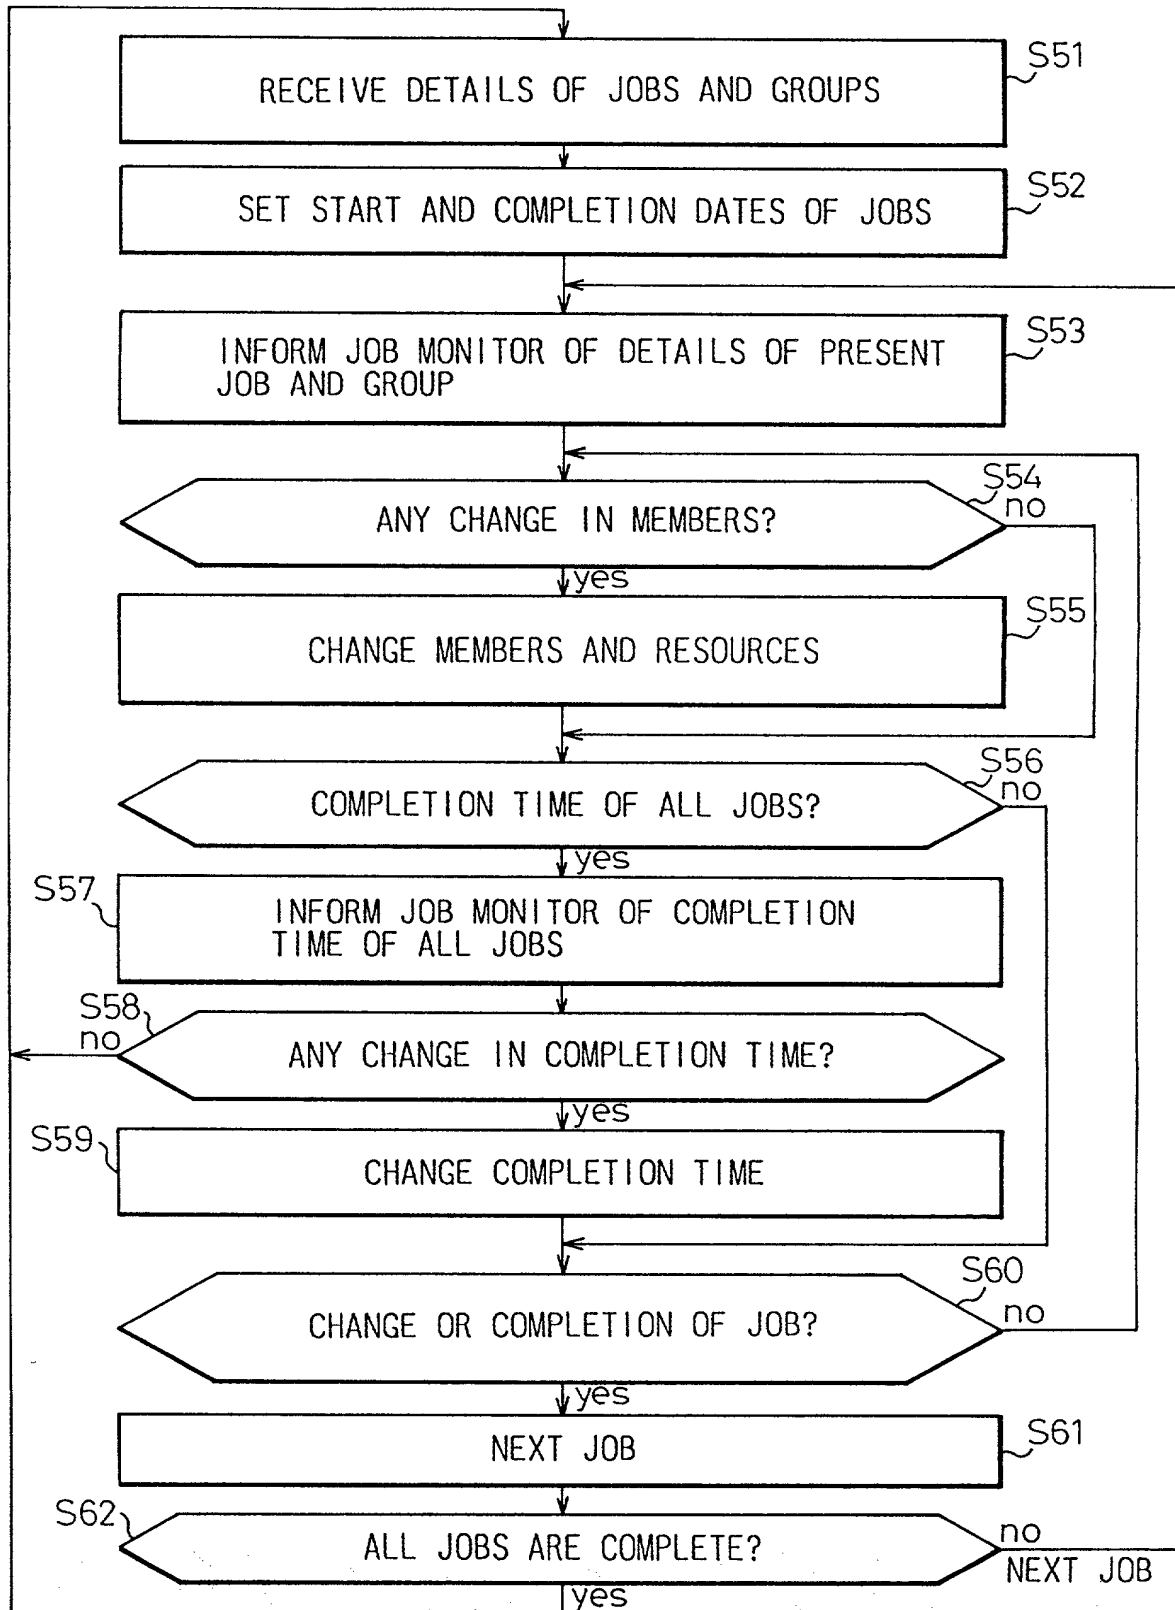 S51
RECEIVE DETAILS OF JOBS AND GROUPS
S52
SET START AND COMPLETION DATES OF JOBS
S53
INFORM JOB MONITOR OF DETAILS OF PRESENT
JOB AND GROUP
S54
no
ANY CHANGE IN MEMBERS?
yes
S55
CHANGE MEMBERS AND RESOURCES
S56
no
COMPLETION TIME OF ALL JOBS?
yes
S57
INFORM JOB MONITOR OF COMPLETION
TIME OF ALL JOBS
S58
no
ANY CHANGE IN COMPLETION TIME?
yes
S59
CHANGE COMPLETION TIME
S60
no
CHANGE OR COMPLETION OF JOB?
yes
S61
NEXT JOB
S62
ALL JOBS ARE COMPLETE?
no
NEXT JOB
yes